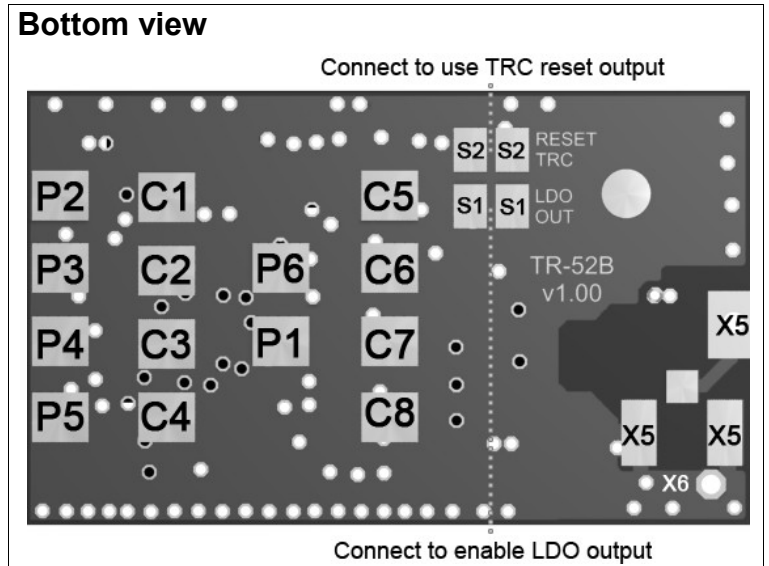 Bottom view
Connect to use TRC reset output
S2 S2 RESET
TRC
P2 C1 C5 S1 S1 LDO
OUT
P3 C2 P6 C6 TR-52B
v1.00
P4 C3 P1 C7 X5
P5 C4 C8 X5 X5
X6
Connect to enable LDO output